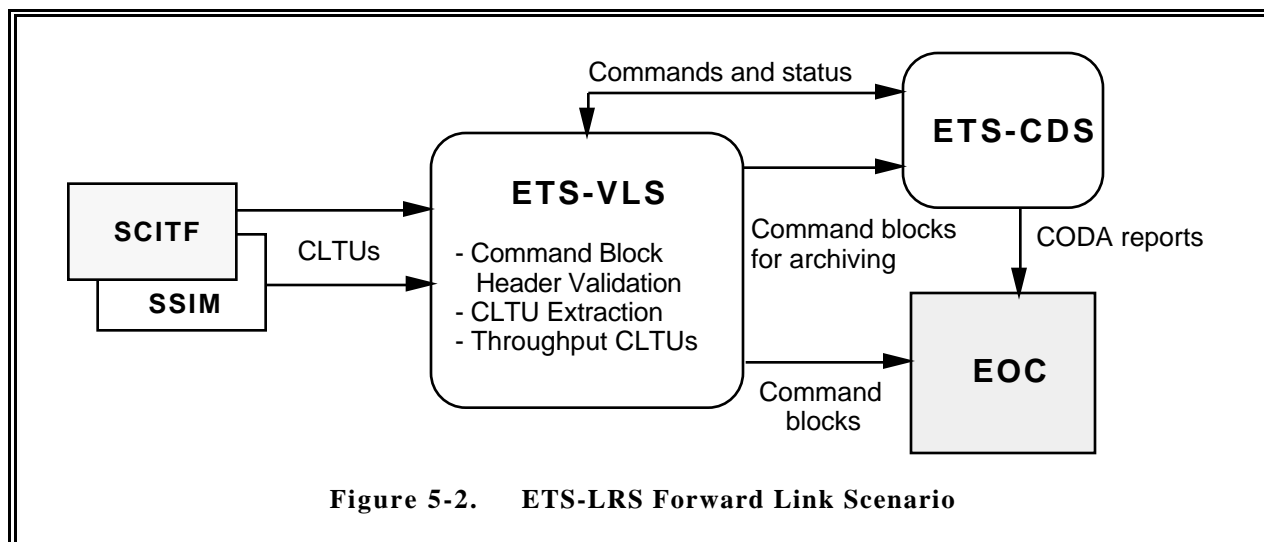 Commands and status
ETS-CDS
ETS-VLS
- Command Block
Header Validation
- CLTU Extraction
- Throughput CLTUs
SCITF
SSIM
CLTUs
Command blocks
for archiving
CODA reports
EOC
Command
blocks
Figure 5-2. ETS-LRS Forward Link Scenario